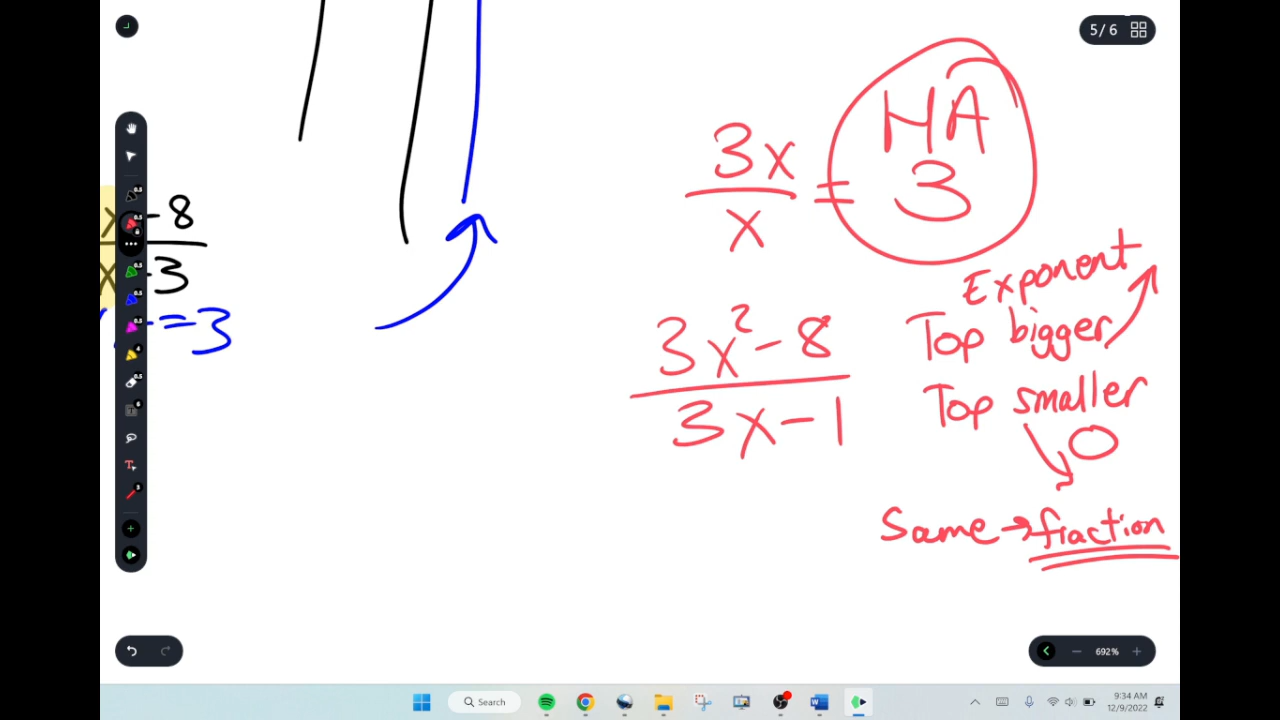 5/6
HA
3x
x
= 3
x-8
x-3
=3
Exponent
Top bigger
3x²-8
3x-1
Top smaller
0
Same → fraction
692%
Search
9:34 AM
12/9/2022